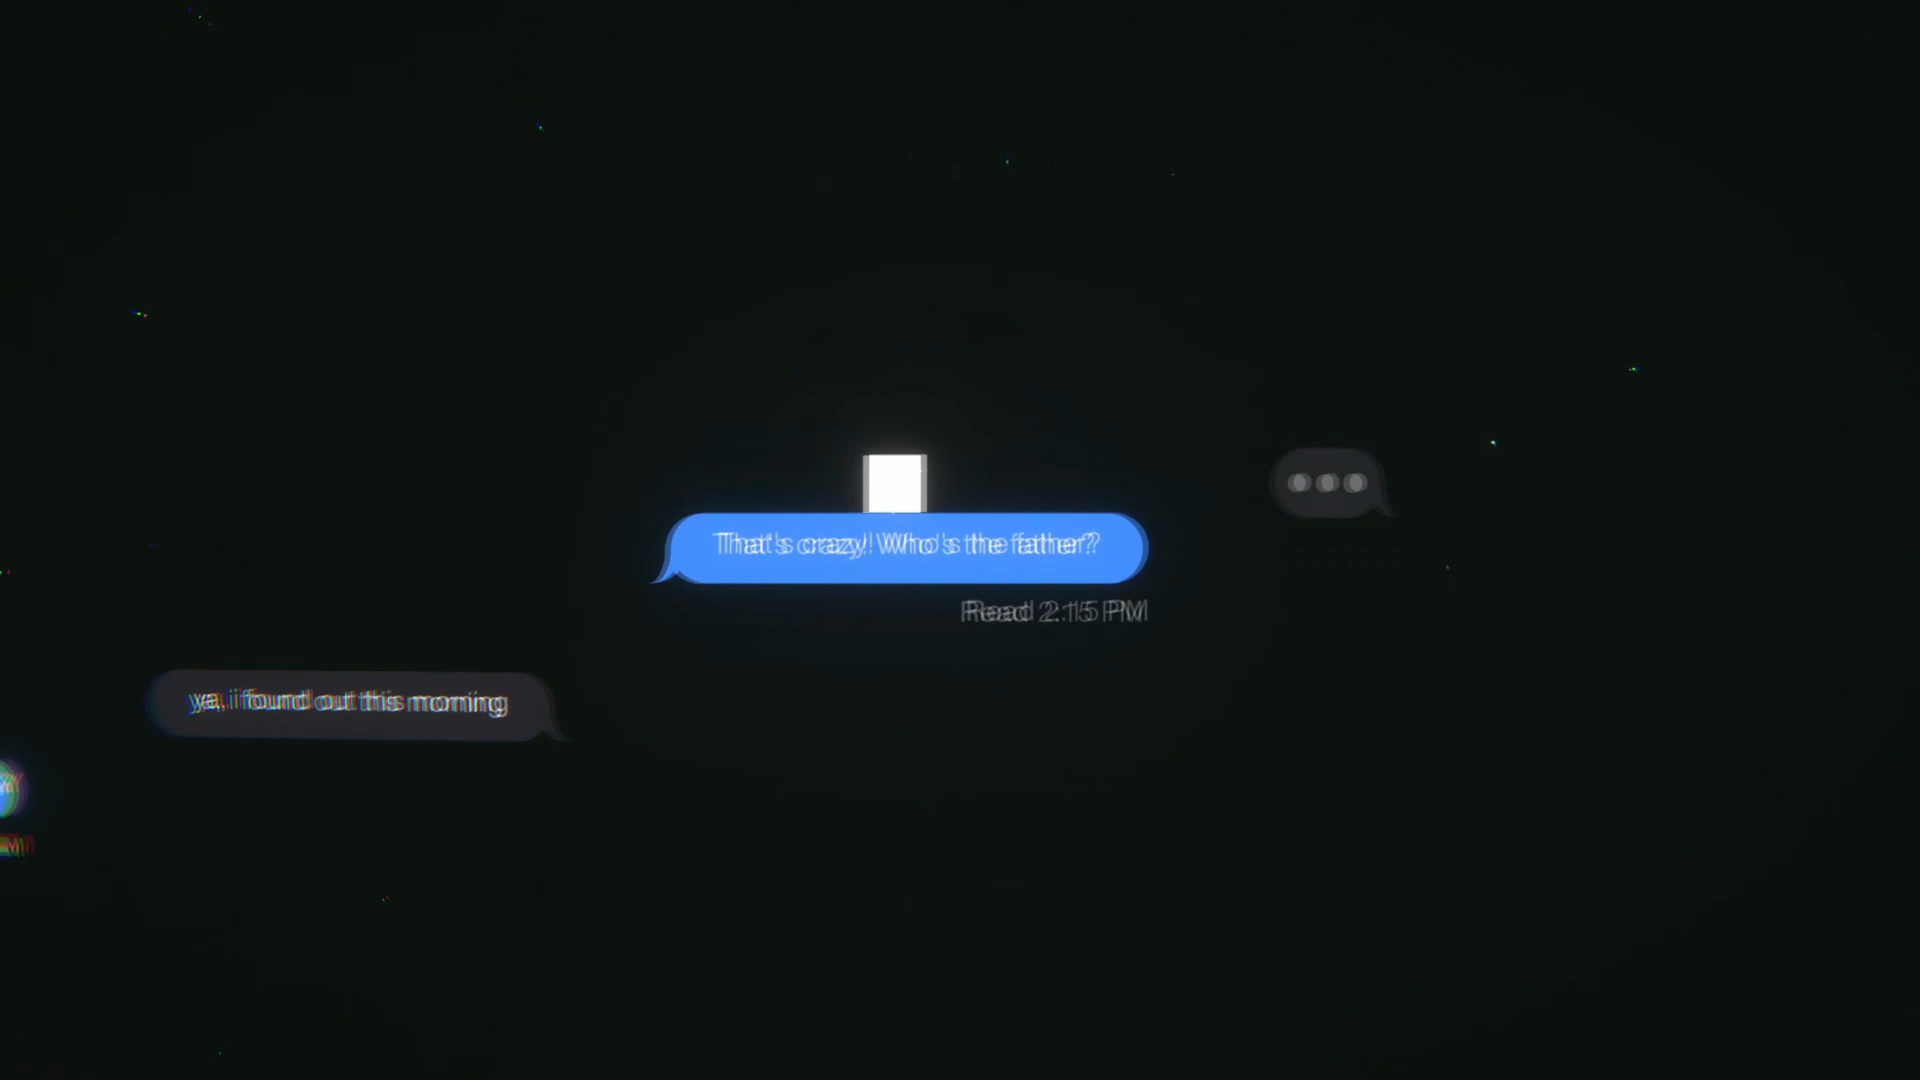 That's crazy! Who's the father?
Read 2:15 PM
ya, i found out this morning